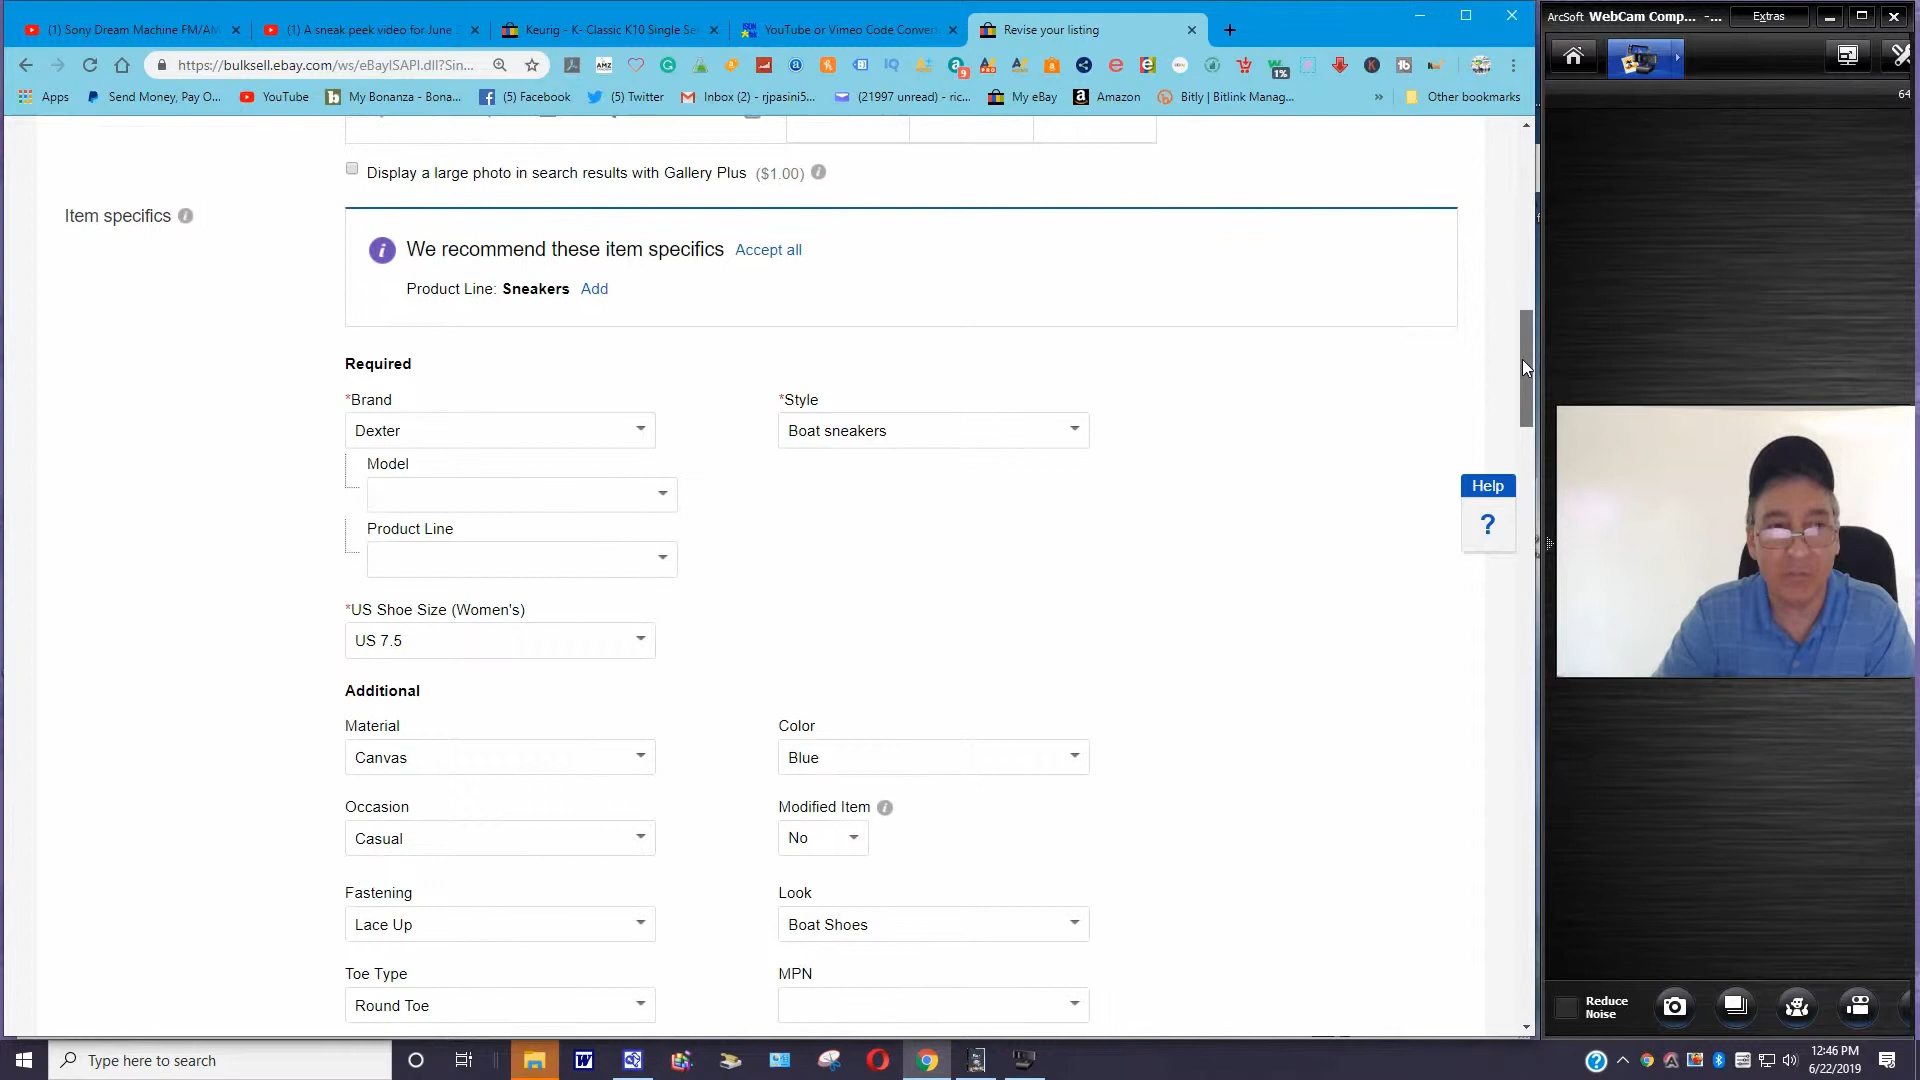 (1) Sony Dream Machine FM/AM
(1) A sneak peek video for June
Keurig - K- Classic K10 Single Se
YouTube or Vimeo Code Conver
Revise your listing
ArcSoft WebCam Comp... -...
Extras
https://bulksell.ebay.com/ws/eBayISAPI.dll?Sin...
Apps
Send Money, Pay O...
YouTube
My Bonanza - Bona...
(5) Facebook
(5) Twitter
Inbox (2) - rjpasini5...
(21997 unread) - ric...
My eBay
Amazon
Bitly | Bitlink Manag...
»
Other bookmarks
64
Display a large photo in search results with Gallery Plus ($1.00)
Item specifics
We recommend these item specifics Accept all
Product Line: Sneakers Add
Required
*Brand
*Style
Dexter
Boat sneakers
Model
Help
?
Product Line
*US Shoe Size (Women's)
US 7.5
Additional
Material
Color
Canvas
Blue
Occasion
Modified Item
Casual
No
Fastening
Look
Lace Up
Boat Shoes
Toe Type
MPN
Round Toe
Reduce
Noise
Type here to search
12:46 PM
6/22/2019